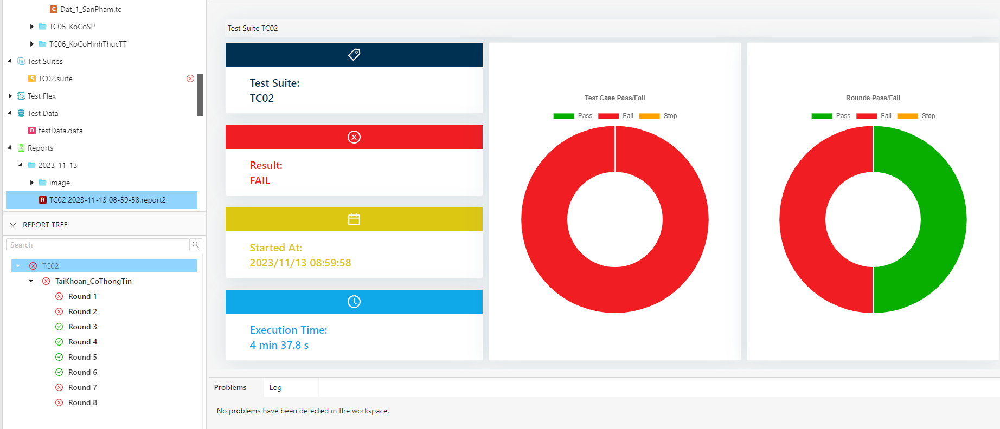 C Dat_1_SanPham.tc
TC05_KoCoSP
TC06_KoCoHinhThucTT
Test Suites
S TC02.suite
Test Flex
Test Data
D testData.data
Reports
2023-11-13
image
R TC02 2023-11-13 08-59-58.report2
REPORT TREE
Search
TC02
TaiKhoan_CoThongTin
Round 1
Round 2
Round 3
Round 4
Round 5
Round 6
Round 7
Round 8
Test Suite TC02
Test Suite:
TC02
Result:
FAIL
Started At:
2023/11/13 08:59:58
Execution Time:
4 min 37.8 s
Test Case Pass/Fail
Pass Fail Stop
Rounds Pass/Fail
Pass Fail Stop
Problems Log
No problems have been detected in the workspace.